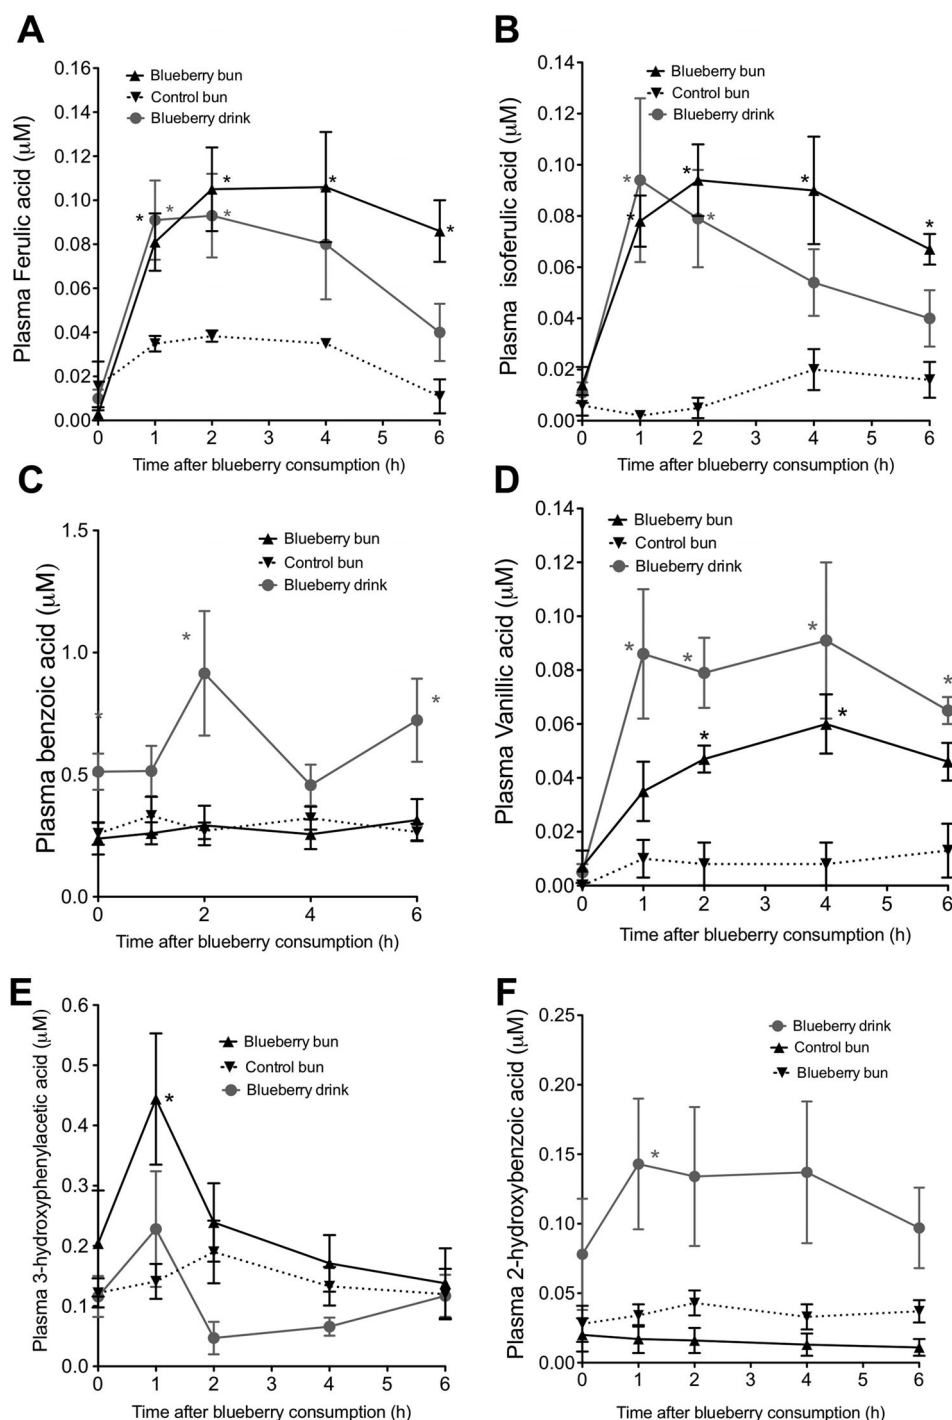 A
Plasma Ferulic acid (μM)
0.16
0.14
0.12
0.10
0.08
0.06
0.04
0.02
0.00
Blueberry bun
Control bun
Blueberry drink
*
*
*
*
*
*
0 1 2 3 4 5 6
Time after blueberry consumption (h)
B
Plasma isoferulic acid (μM)
0.14
0.12
0.10
0.08
0.06
0.04
0.02
0.00
Blueberry bun
Control bun
Blueberry drink
*
*
*
*
*
*
0 1 2 3 4 5 6
Time after blueberry consumption (h)
C
Plasma benzoic acid (μM)
1.5
1.0
0.5
0.0
Blueberry bun
Control bun
Blueberry drink
*
*
*
0 2 4 6
Time after blueberry consumption (h)
D
Plasma Vanillic acid (μM)
0.14
0.12
0.10
0.08
0.06
0.04
0.02
0.00
Blueberry bun
Control bun
Blueberry drink
*
*
*
*
*
*
0 1 2 3 4 5 6
Time after blueberry consumption (h)
E
Plasma 3-hydroxyphenylacetic acid (μM)
0.6
0.5
0.4
0.3
0.2
0.1
0.0
Blueberry bun
Control bun
Blueberry drink
*
0 1 2 3 4 5 6
Time after blueberry consumption (h)
F
Plasma 2-hydroxybenzoic acid (μM)
0.25
0.20
0.15
0.10
0.05
0.00
Blueberry drink
Control bun
Blueberry bun
*
0 1 2 3 4 5 6
Time after blueberry consumption (h)